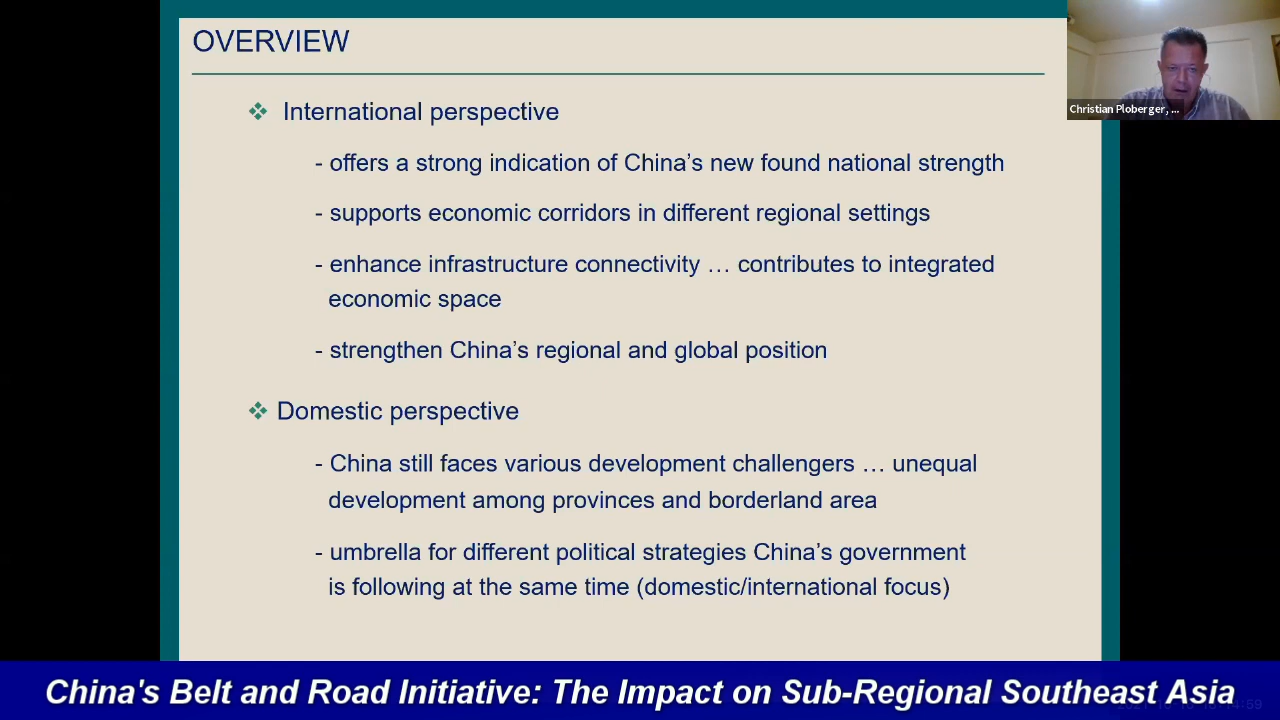 OVERVIEW
Christian Ploberger, ...
International perspective
- offers a strong indication of China’s new found national strength
- supports economic corridors in different regional settings
- enhance infrastructure connectivity … contributes to integrated
economic space
- strengthen China’s regional and global position
Domestic perspective
- China still faces various development challengers … unequal
development among provinces and borderland area
- umbrella for different political strategies China’s government
is following at the same time (domestic/international focus)
China's Belt and Road Initiative: The Impact on Sub-Regional Southeast Asia